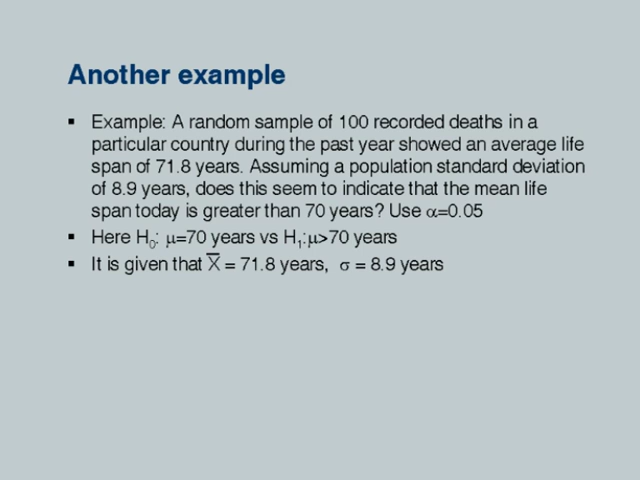 Another example
▪ Example: A random sample of 100 recorded deaths in a
particular country during the past year showed an average life
span of 71.8 years. Assuming a population standard deviation
of 8.9 years, does this seem to indicate that the mean life
span today is greater than 70 years? Use α=0.05
▪ Here H₀: μ=70 years vs H₁:μ>70 years
▪ It is given that X̅ = 71.8 years, σ = 8.9 years